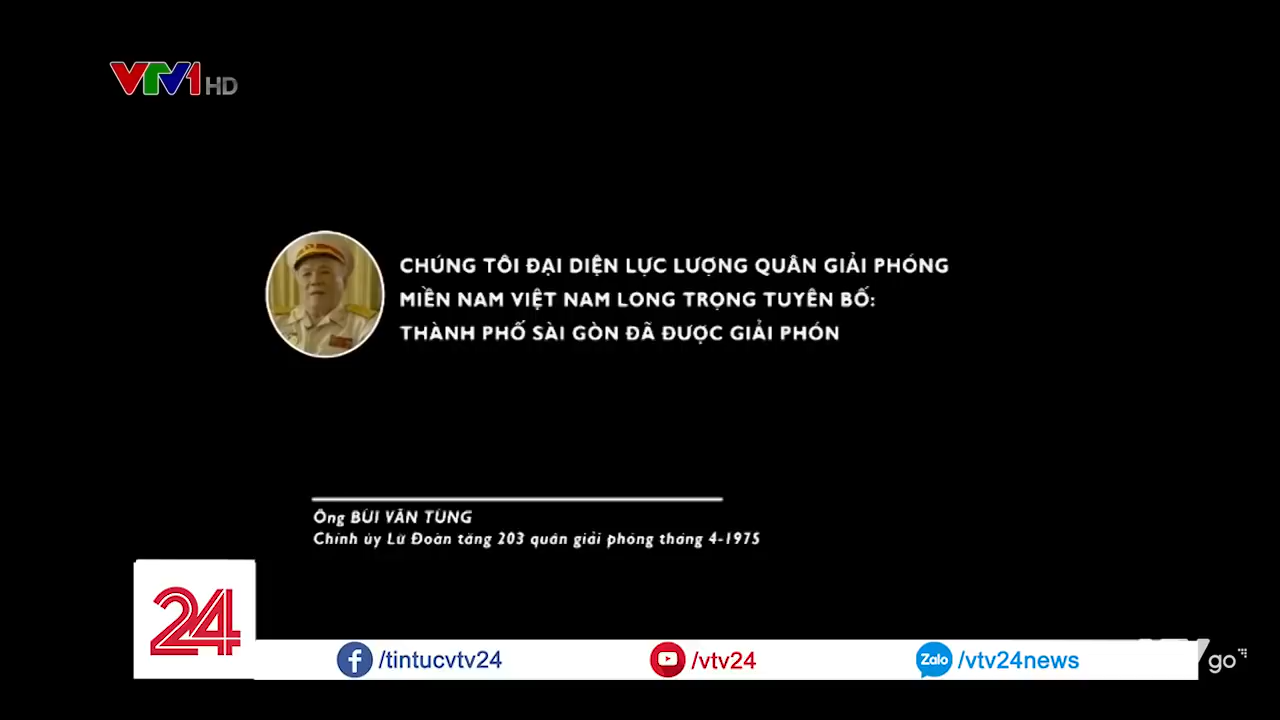 VTV1 HD
CHÚNG TÔI ĐẠI DIỆN LỰC LƯỢNG QUÂN GIẢI PHÓNG
MIỀN NAM VIỆT NAM LONG TRỌNG TUYÊN BỐ:
THÀNH PHỐ SÀI GÒN ĐÃ ĐƯỢC GIẢI PHÓN
Ông BÙI VĂN TÙNG
Chính ủy Lữ Đoàn tăng 203 quân giải phóng tháng 4-1975
24
/tintucvtv24
/vtv24
Zalo /vtv24news
go